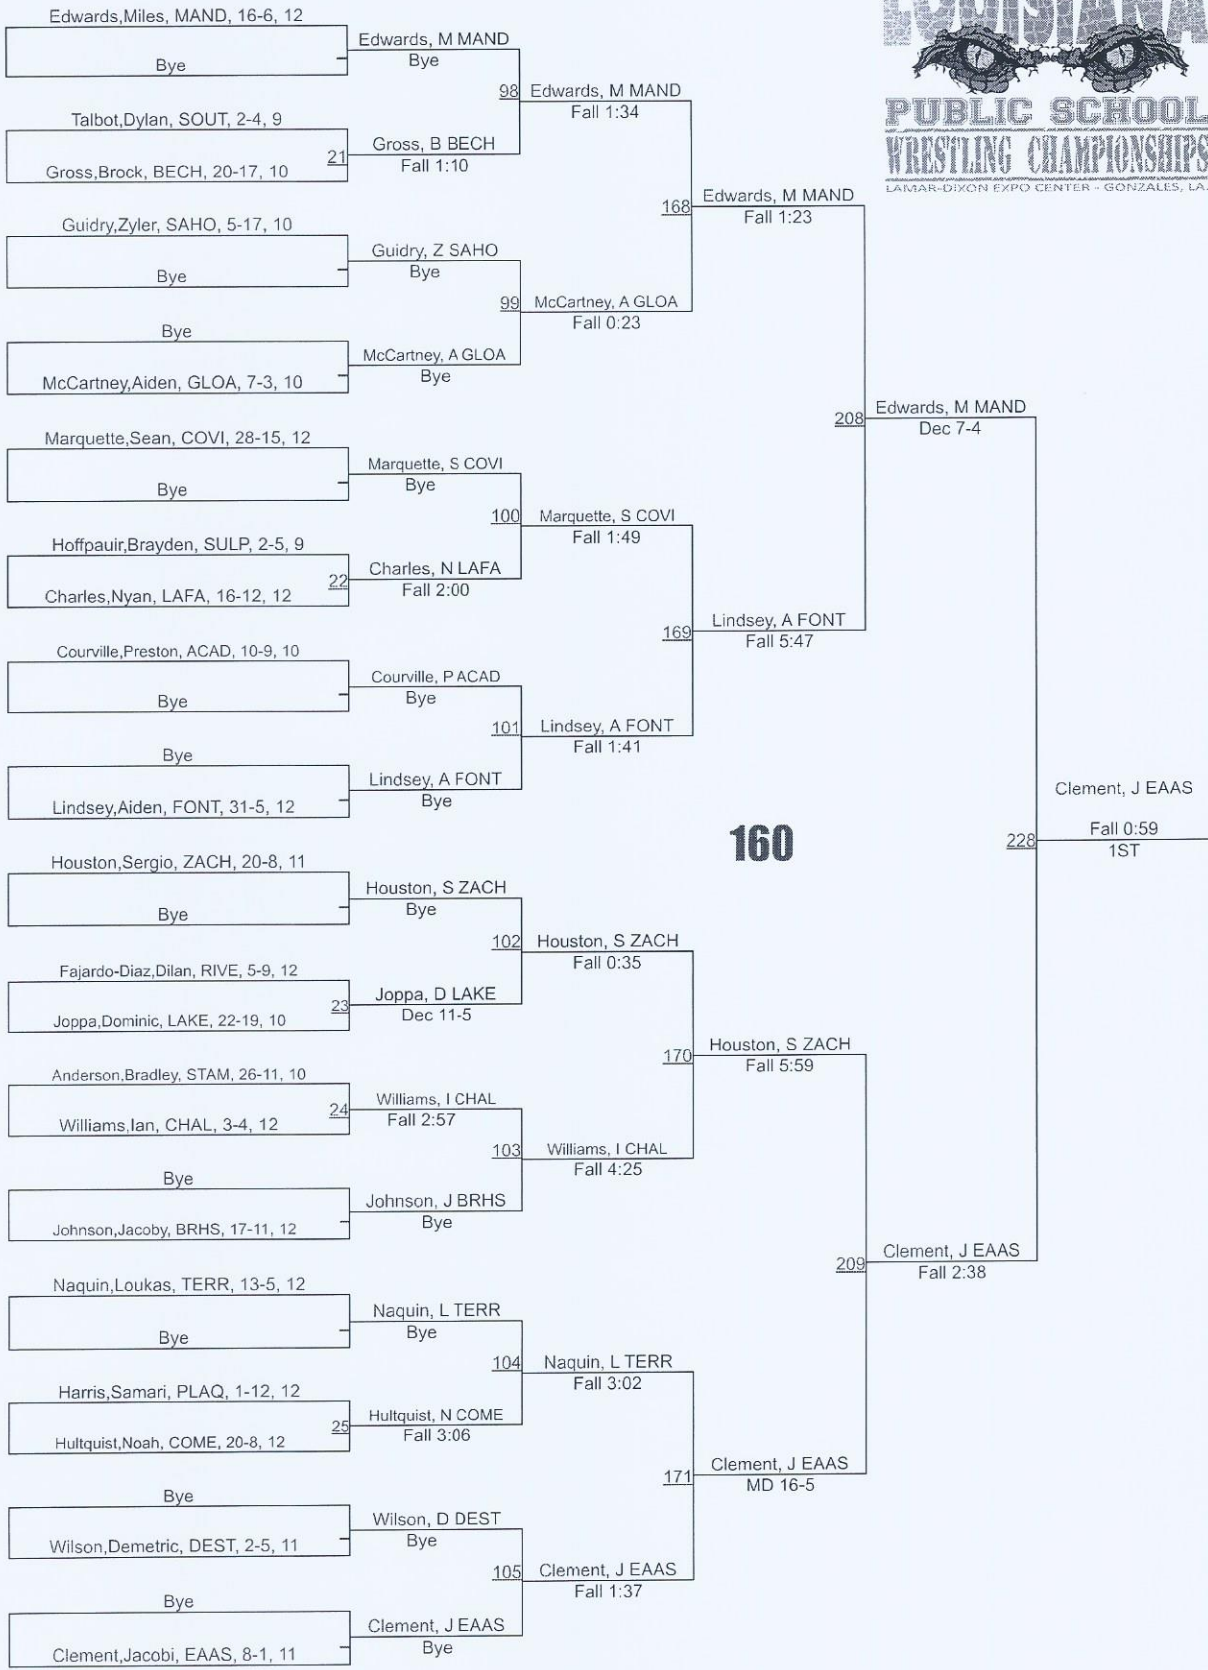 LOUISIANA
PUBLIC SCHOOL
WRESTLING CHAMPIONSHIPS
LAMAR-DIXON EXPO CENTER - GONZALES, LA.
160
Edwards,Miles, MAND, 16-6, 12
Bye
Talbot,Dylan, SOUT, 2-4, 9
21
Gross,Brock, BECH, 20-17, 10
Guidry,Zyler, SAHO, 5-17, 10
Bye
Bye
McCartney,Aiden, GLOA, 7-3, 10
Marquette,Sean, COVI, 28-15, 12
Bye
Hoffpauir,Brayden, SULP, 2-5, 9
22
Charles,Nyan, LAFA, 16-12, 12
Courville,Preston, ACAD, 10-9, 10
Bye
Bye
Lindsey,Aiden, FONT, 31-5, 12
Houston,Sergio, ZACH, 20-8, 11
Bye
Fajardo-Diaz,Dilan, RIVE, 5-9, 12
23
Joppa,Dominic, LAKE, 22-19, 10
Anderson,Bradley, STAM, 26-11, 10
24
Williams,Ian, CHAL, 3-4, 12
Bye
Johnson,Jacoby, BRHS, 17-11, 12
Naquin,Loukas, TERR, 13-5, 12
Bye
Harris,Samari, PLAQ, 1-12, 12
25
Hultquist,Noah, COME, 20-8, 12
Bye
Wilson,Demetric, DEST, 2-5, 11
Bye
Clement,Jacobi, EAAS, 8-1, 11
Edwards, M MAND
Bye
98
Gross, B BECH
Fall 1:10
Guidry, Z SAHO
Bye
99
McCartney, A GLOA
Bye
Marquette, S COVI
Bye
100
Charles, N LAFA
Fall 2:00
Courville, P ACAD
Bye
101
Lindsey, A FONT
Bye
Houston, S ZACH
Bye
102
Joppa, D LAKE
Dec 11-5
Williams, I CHAL
Fall 2:57
103
Johnson, J BRHS
Bye
Naquin, L TERR
Bye
104
Hultquist, N COME
Fall 3:06
Wilson, D DEST
Bye
105
Clement, J EAAS
Bye
Edwards, M MAND
Fall 1:34
168
McCartney, A GLOA
Fall 0:23
Marquette, S COVI
Fall 1:49
169
Lindsey, A FONT
Fall 1:41
Houston, S ZACH
Fall 0:35
170
Williams, I CHAL
Fall 4:25
Naquin, L TERR
Fall 3:02
171
Clement, J EAAS
Fall 1:37
Edwards, M MAND
Fall 1:23
208
Lindsey, A FONT
Fall 5:47
Houston, S ZACH
Fall 5:59
209
Clement, J EAAS
MD 16-5
Edwards, M MAND
Dec 7-4
228
Clement, J EAAS
Fall 2:38
Clement, J EAAS
Fall 0:59
1ST